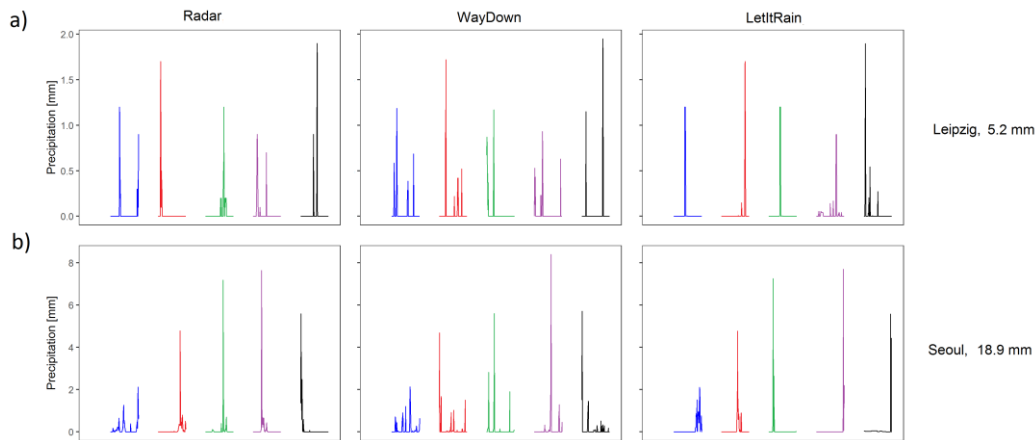 Radar WayDown LetItRain
a)
Precipitation [mm]
2.0
1.5
1.0
0.5
0.0
Leipzig, 5.2 mm
b)
Precipitation [mm]
8
6
4
2
0
Seoul, 18.9 mm